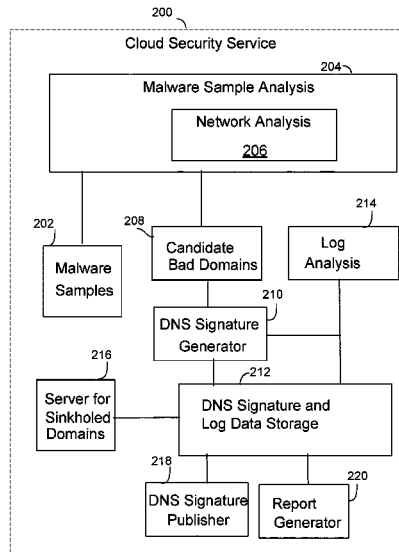 200
Cloud Security Service
204
Malware Sample Analysis
Network Analysis
206
202
Malware
Samples
208
Candidate
Bad Domains
214
Log
Analysis
210
DNS Signature
Generator
216
Server for
Sinkholed
Domains
212
DNS Signature and
Log Data Storage
218
DNS Signature
Publisher
220
Report
Generator